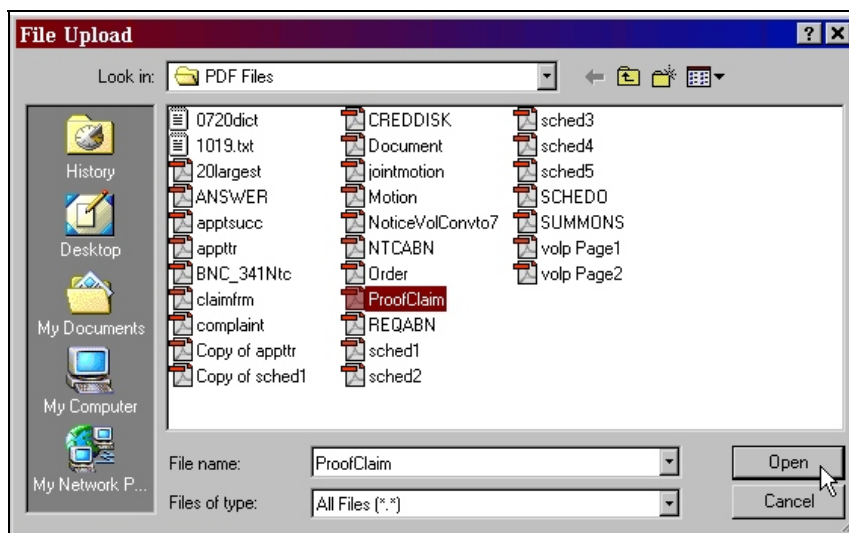 File Upload
Look in: PDF Files
History
Desktop
My Documents
My Computer
My Network P...
0720dict
1019.txt
20largest
ANSWER
apptsucc
appttr
BNC_341Ntc
claimfrm
complaint
Copy of appttr
Copy of sched1
CREDDISK
Document
jointmotion
Motion
NoticeVolConvto7
NTCABN
Order
ProofClaim
REQABN
sched1
sched2
sched3
sched4
sched5
SCHEDO
SUMMONS
volp Page1
volp Page2
File name: ProofClaim Open
Files of type: All Files (*.*) Cancel